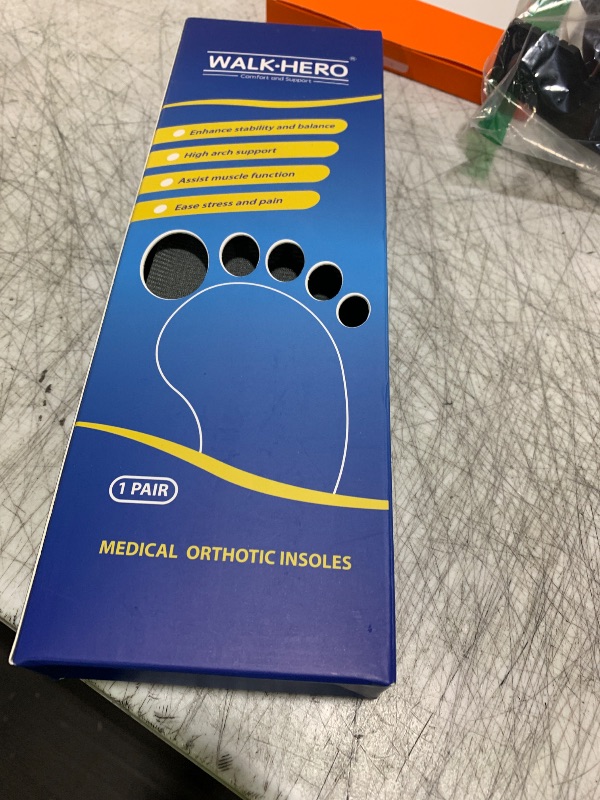 WALK·HERO®
Comfort and Support
Enhance stability and balance
High arch support
Assist muscle function
Ease stress and pain
1 PAIR
MEDICAL ORTHOTIC INSOLES